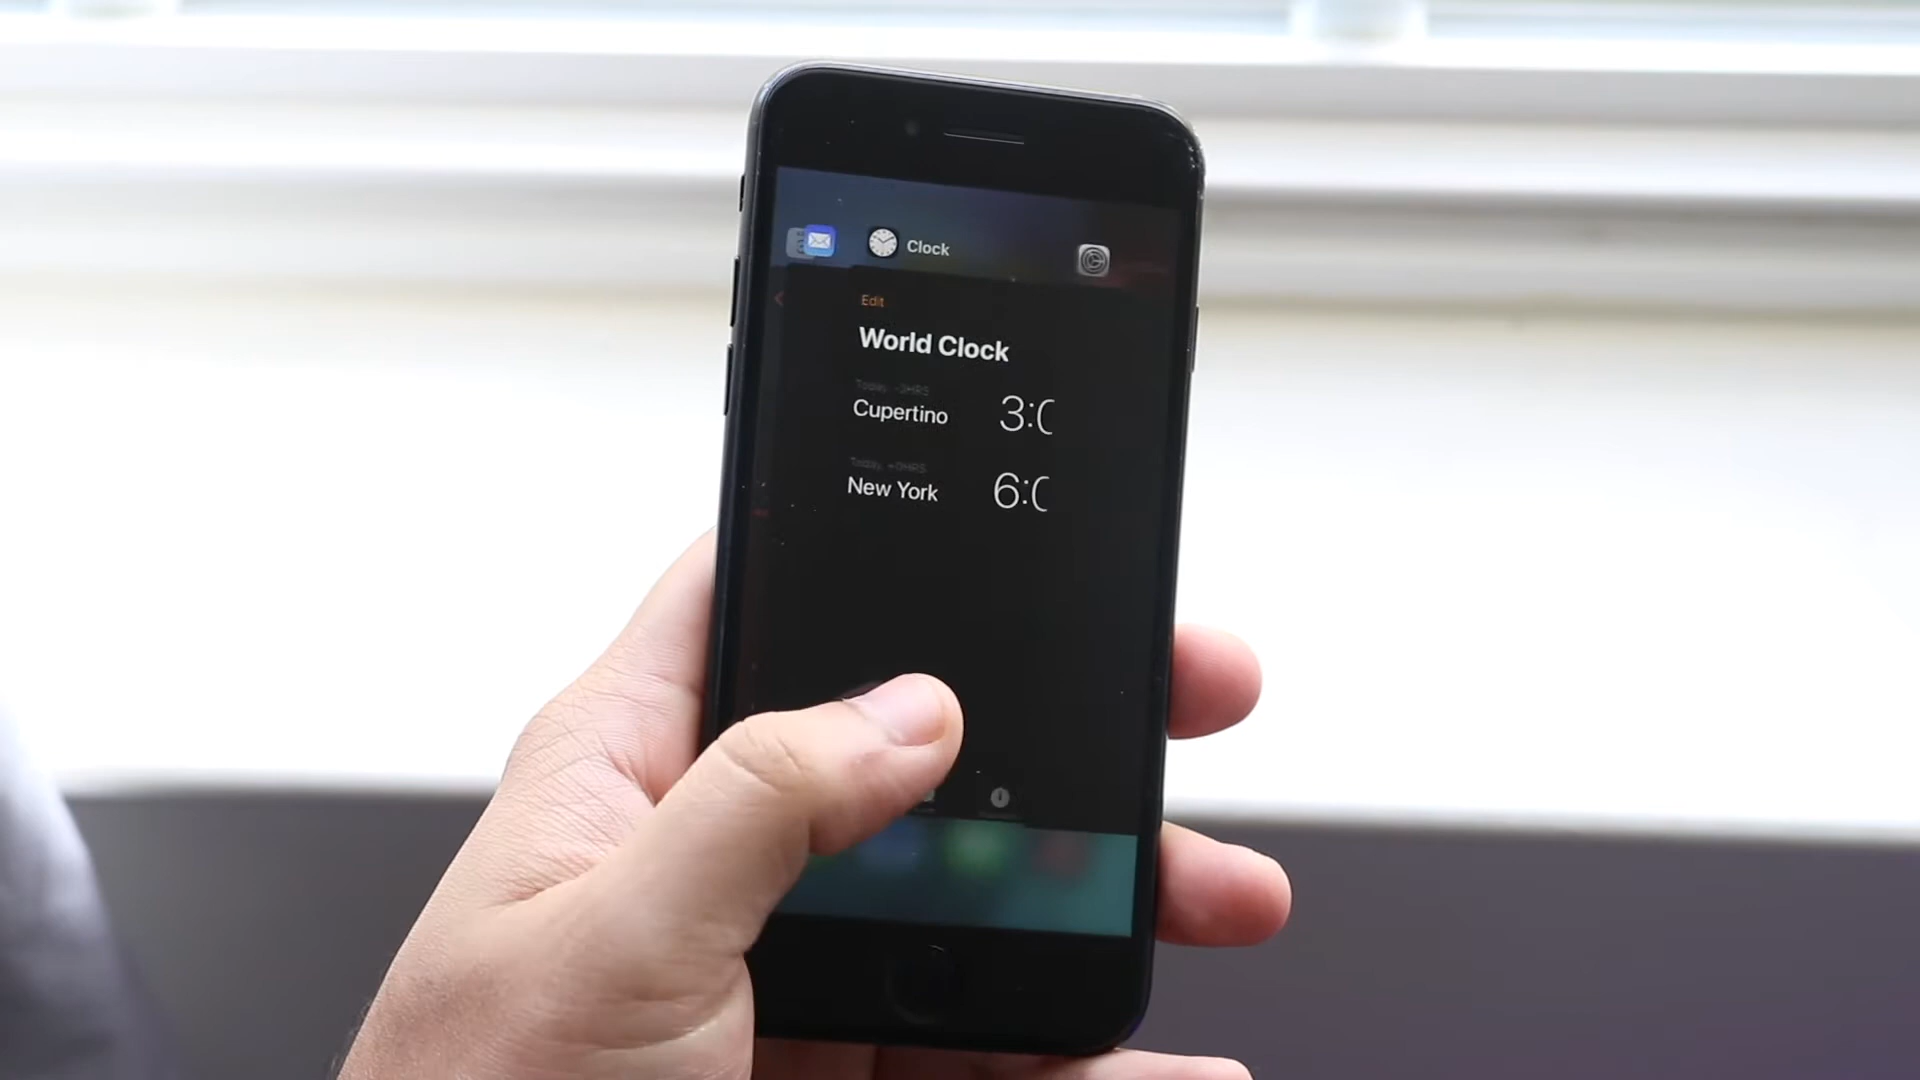 Clock
Edit
World Clock
Today, -3HRS
Cupertino 3:0
Today, +0HRS
New York 6:0